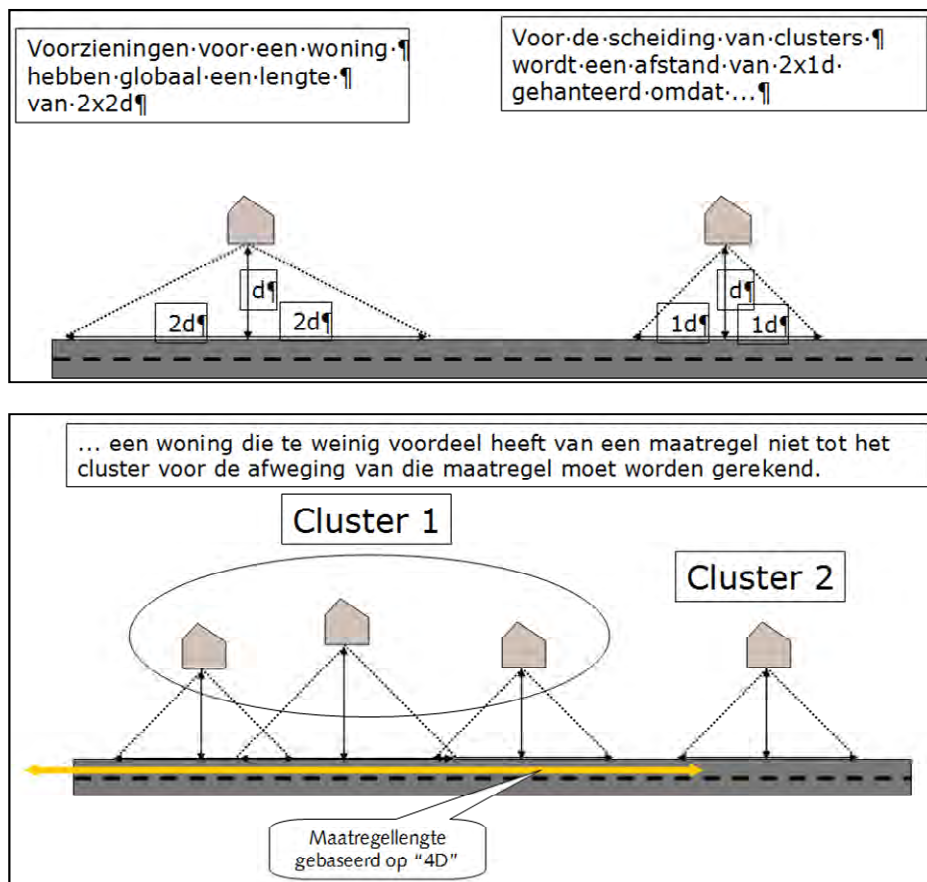 Voorzieningen·voor·een·woning·¶
hebben·globaal·een·lengte·¶
van·2x2d¶
Voor·de·scheiding·van·clusters·¶
wordt·een·afstand·van·2x1d·
gehanteerd·omdat·...¶
d¶
2d¶
2d¶
d¶
1d¶
1d¶
... een woning die te weinig voordeel heeft van een maatregel niet tot het
cluster voor de afweging van die maatregel moet worden gerekend.
Cluster 1
Cluster 2
Maatregellengte
gebaseerd op “4D”